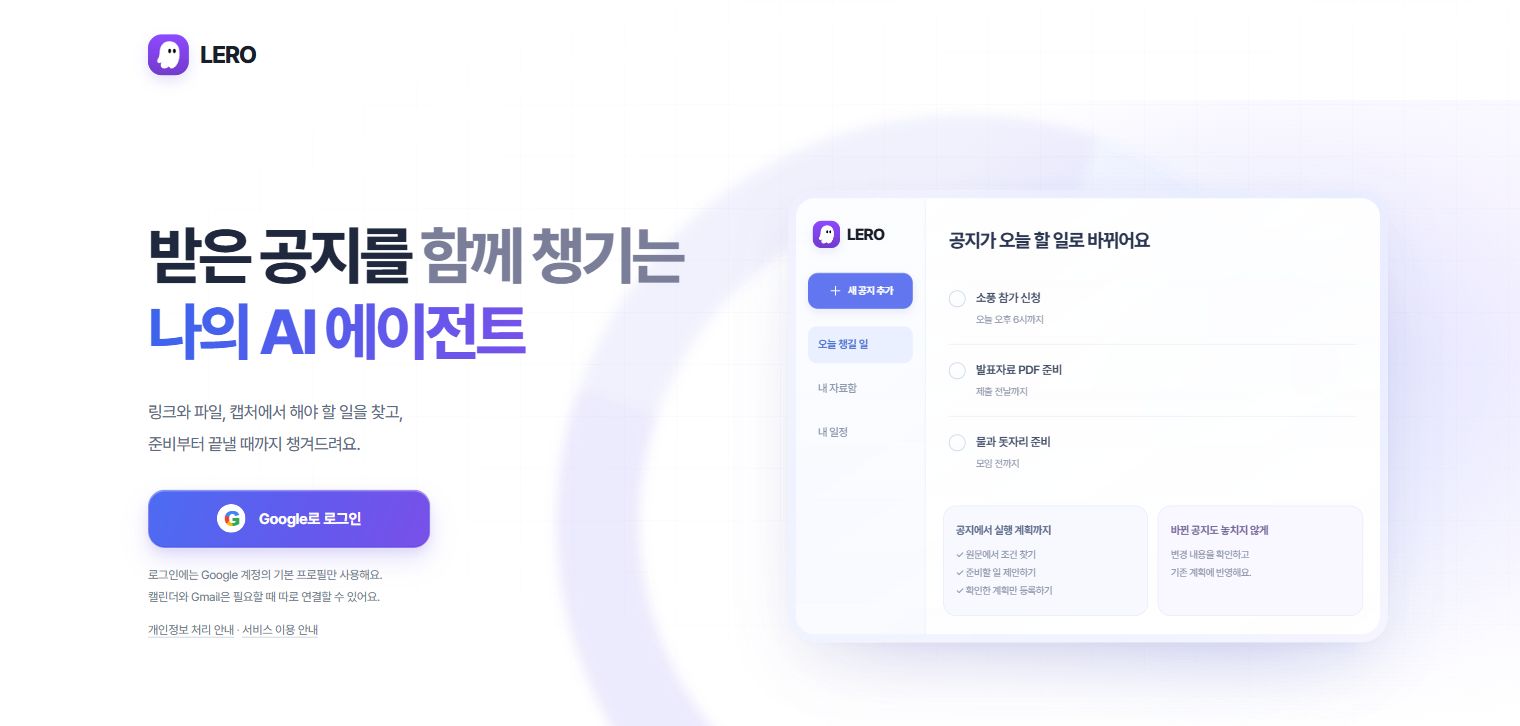 LERO
받은 공지를 함께 챙기는
나의 AI 에이전트
링크와 파일, 캡처에서 해야 할 일을 찾고,
준비부터 끝낼 때까지 챙겨드려요.
Google로 로그인
로그인에는 Google 계정의 기본 프로필만 사용해요.
캘린더와 Gmail은 필요할 때 따로 연결할 수 있어요.
개인정보 처리 안내 · 서비스 이용 안내
LERO
새 공지 추가
오늘 챙길 일
내 자료함
내 일정
공지가 오늘 할 일로 바뀌어요
소풍 참가 신청
오늘 오후 6시까지
발표자료 PDF 준비
제출 전날까지
물과 돗자리 준비
모임 전까지
공지에서 실행 계획까지
✓ 원문에서 조건 찾기
✓ 준비할 일 제안하기
✓ 확인한 계획만 등록하기
바뀐 공지도 놓치지 않게
변경 내용을 확인하고
기존 계획에 반영해요.